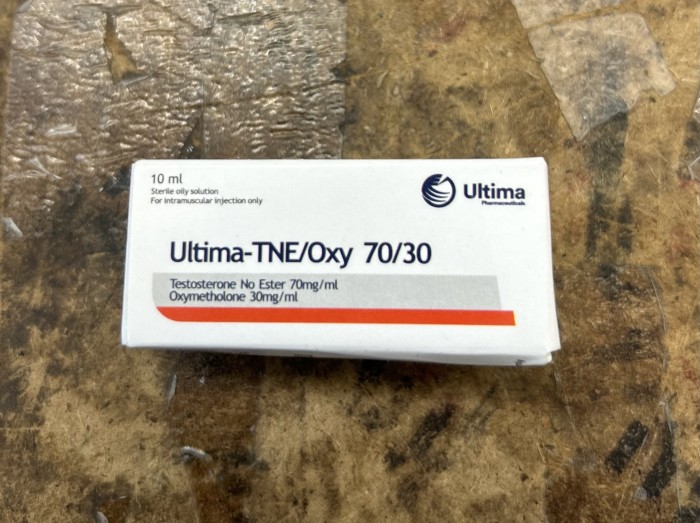 10 ml
Sterile oily solution
For intramuscular injection only
Ultima
Pharmaceuticals
Ultima-TNE/Oxy 70/30
Testosterone No Ester 70mg/ml
Oxymetholone 30mg/ml